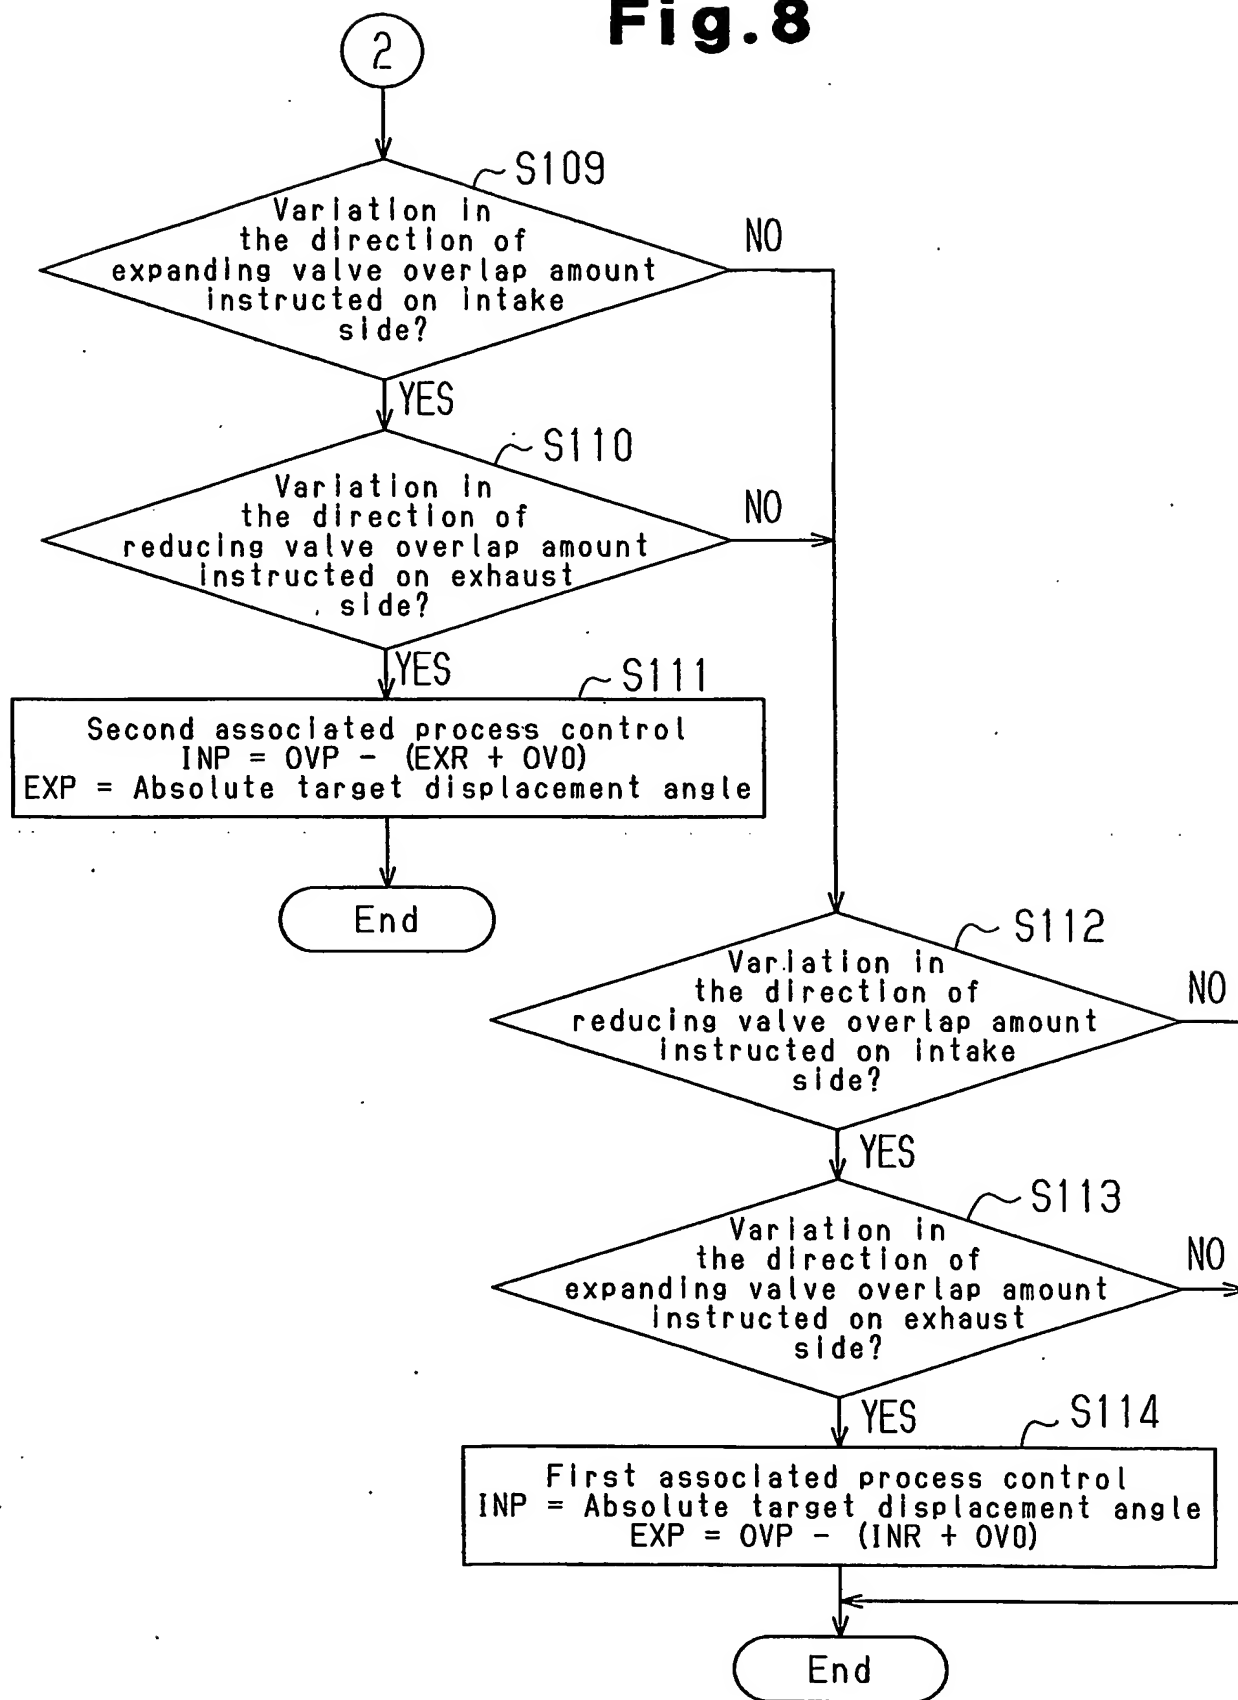 Fig.8
2
S109
Variation in
the direction of
expanding valve overlap amount
instructed on intake
side?
NO
YES
S110
Variation in
the direction of
reducing valve overlap amount
instructed on exhaust
side?
NO
YES
S111
Second associated process control
INP = OVP - (EXR + OV0)
EXP = Absolute target displacement angle
End
S112
Variation in
the direction of
reducing valve overlap amount
instructed on intake
side?
NO
YES
S113
Variation in
the direction of
expanding valve overlap amount
instructed on exhaust
side?
NO
YES
S114
First associated process control
INP = Absolute target displacement angle
EXP = OVP - (INR + OV0)
End